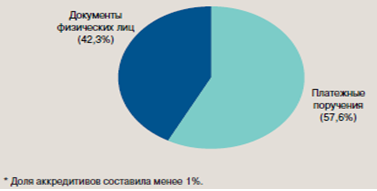 Документы
физических лиц
(42,3%)
Платежные
поручения
(57,6%)
* Доля аккредитивов составила менее 1%.